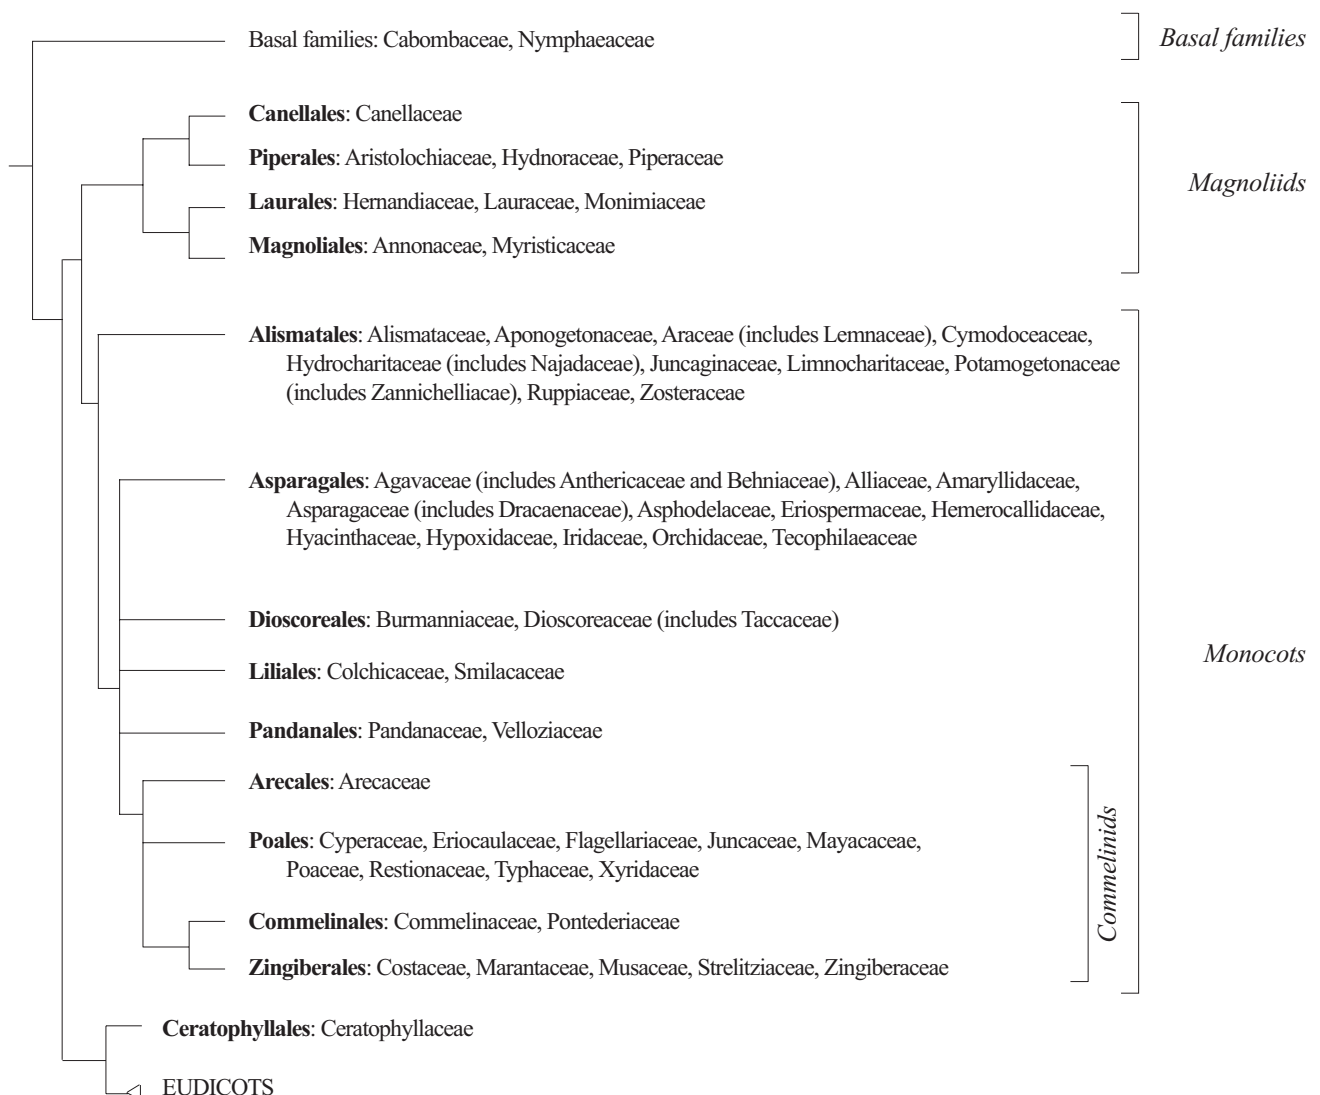 Basal families: Cabombaceae, Nymphaeaceae
Basal families
Canellales: Canellaceae
Piperales: Aristolochiaceae, Hydnoraceae, Piperaceae
Magnoliids
Laurales: Hernandiaceae, Lauraceae, Monimiaceae
Magnoliales: Annonaceae, Myristicaceae
Alismatales: Alismataceae, Aponogetonaceae, Araceae (includes Lemnaceae), Cymodoceaceae,
Hydrocharitaceae (includes Najadaceae), Juncaginaceae, Limnocharitaceae, Potamogetonaceae
(includes Zannichelliacae), Ruppiaceae, Zosteraceae
Asparagales: Agavaceae (includes Anthericaceae and Behniaceae), Alliaceae, Amaryllidaceae,
Asparagaceae (includes Dracaenaceae), Asphodelaceae, Eriospermaceae, Hemerocallidaceae,
Hyacinthaceae, Hypoxidaceae, Iridaceae, Orchidaceae, Tecophilaeaceae
Dioscoreales: Burmanniaceae, Dioscoreaceae (includes Taccaceae)
Monocots
Liliales: Colchicaceae, Smilacaceae
Pandanales: Pandanaceae, Velloziaceae
Arecales: Arecaceae
Poales: Cyperaceae, Eriocaulaceae, Flagellariaceae, Juncaceae, Mayacaceae,
Poaceae, Restionaceae, Typhaceae, Xyridaceae
Commelinids
Commelinales: Commelinaceae, Pontederiaceae
Zingiberales: Costaceae, Marantaceae, Musaceae, Strelitziaceae, Zingiberaceae
Ceratophyllales: Ceratophyllaceae
EUDICOTS